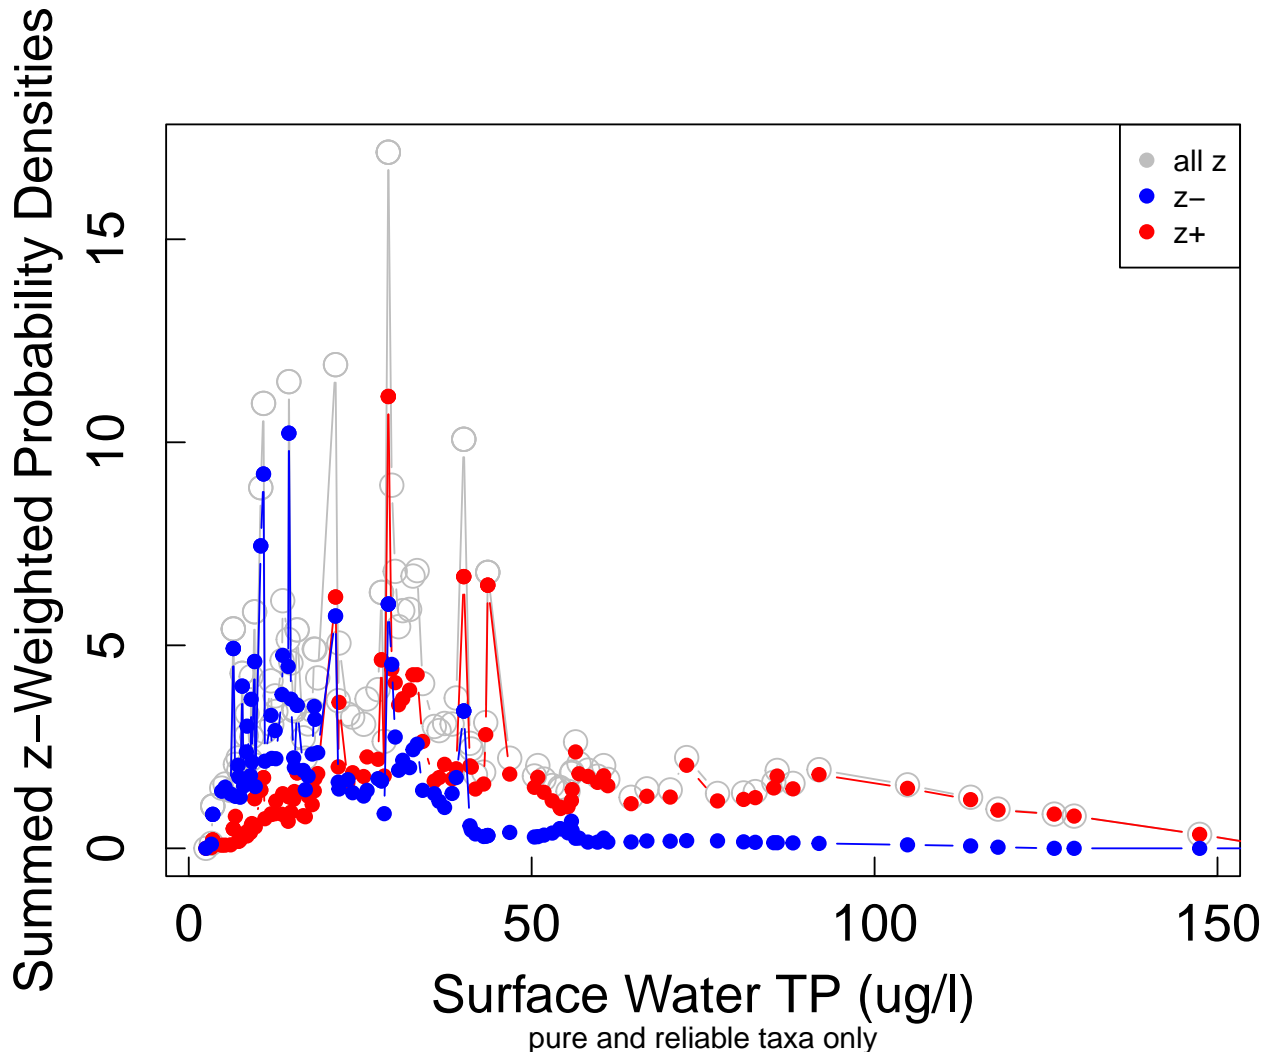 Summed z−Weighted Probability Densities
15
10
5
0
all z
z−
z+
0 50 100 150
Surface Water TP (ug/l)
pure and reliable taxa only